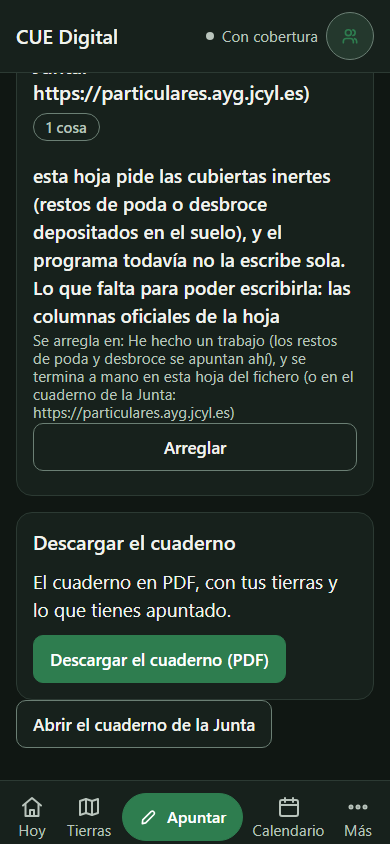 CUE Digital
Con cobertura
https://particulares.ayg.jcyl.es)
1 cosa
esta hoja pide las cubiertas inertes
(restos de poda o desbroce
depositados en el suelo), y el
programa todavía no la escribe sola.
Lo que falta para poder escribirla: las
columnas oficiales de la hoja
Se arregla en: He hecho un trabajo (los restos
de poda y desbroce se apuntan ahí), y se
termina a mano en esta hoja del fichero (o en el
cuaderno de la Junta:
https://particulares.ayg.jcyl.es)
Arreglar
Descargar el cuaderno
El cuaderno en PDF, con tus tierras y
lo que tienes apuntado.
Descargar el cuaderno (PDF)
Abrir el cuaderno de la Junta
Hoy
Tierras
Apuntar
Calendario
Más